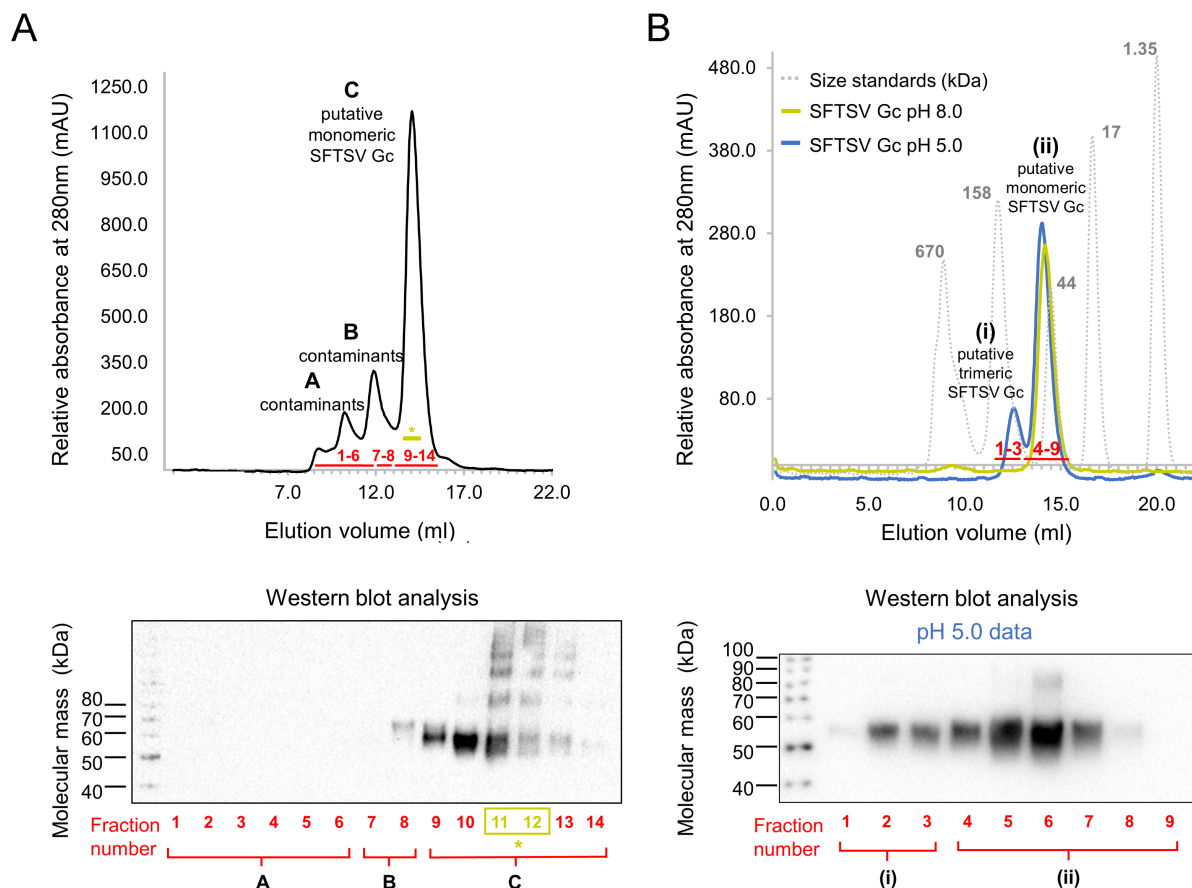 A
Relative absorbance at 280nm (mAU)
1250.0
1100.0
950.0
800.0
650.0
500.0
350.0
200.0
50.0
C
putative
monomeric
SFTSV Gc
B
contaminants
A
contaminants
*
1-6 7-8 9-14
7.0 12.0 17.0 22.0
Elution volume (ml)
Western blot analysis
Molecular mass (kDa)
80
70
60
50
40
Fraction
number
1 2 3 4 5 6 7 8 9 10 11 12 13 14
*
A B C
B
Relative absorbance at 280nm (mAU)
480.0
380.0
280.0
180.0
80.0
Size standards (kDa)
SFTSV Gc pH 8.0
SFTSV Gc pH 5.0
1.35
17
158
670
44
(ii)
putative
monomeric
SFTSV Gc
(i)
putative
trimeric
SFTSV Gc
1-3 4-9
0.0 5.0 10.0 15.0 20.0
Elution volume (ml)
Western blot analysis
pH 5.0 data
Molecular mass (kDa)
100
90
80
70
60
50
40
Fraction
number
1 2 3 4 5 6 7 8 9
(i) (ii)